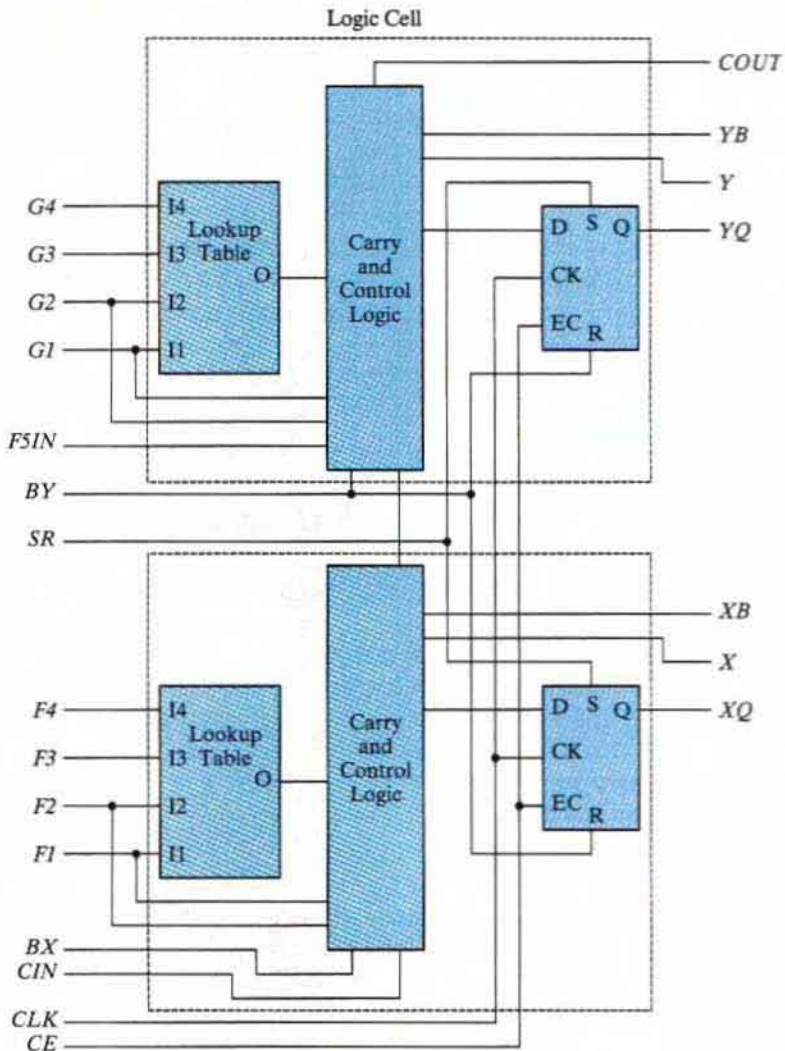 Logic Cell
COUT
YB
Y
YQ
G4
G3
G2
G1
F5IN
BY
SR
I4
I3
I2
I1
Lookup
Table
O
Carry
and
Control
Logic
D
S
Q
CK
EC
R
XB
X
XQ
F4
F3
F2
F1
BX
CIN
CLK
CE
I4
I3
I2
I1
Lookup
Table
O
Carry
and
Control
Logic
D
S
Q
CK
EC
R